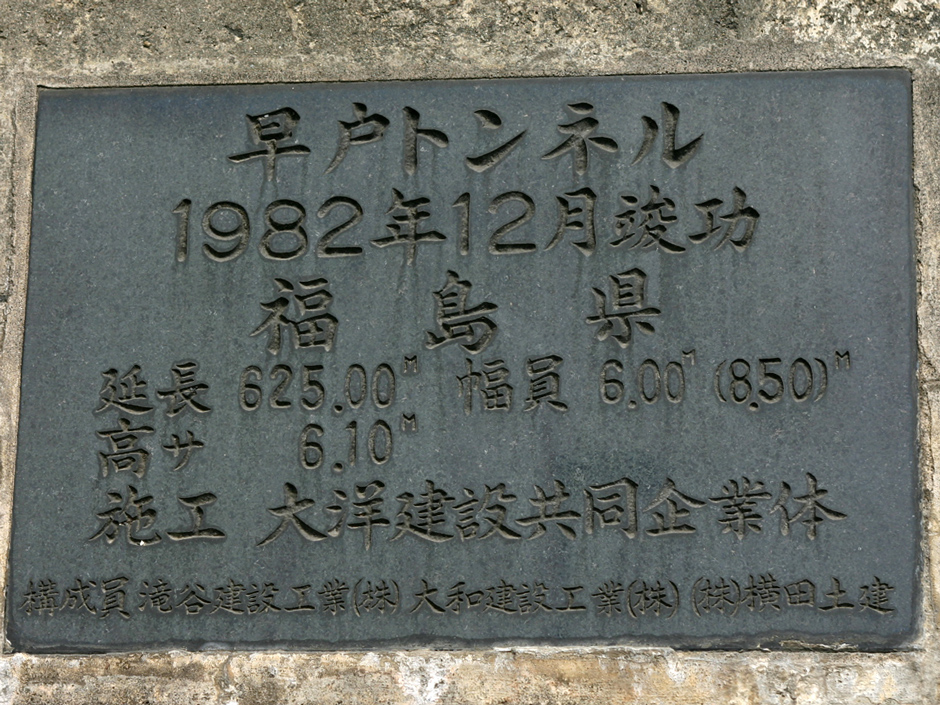 早戸トンネル
1982年12月竣功
福島県
延長 625.00M 幅員 6.00M (8.50)M
高サ 6.10M
施工 大洋建設共同企業体
構成員 滝谷建設工業(株) 大和建設工業(株) (株)横田土建